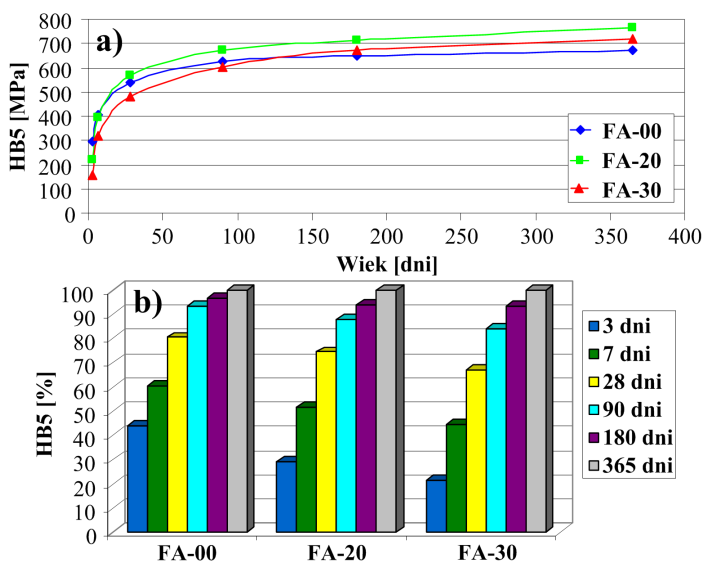 a)
HB5 [MPa]
800
700
600
500
400
300
200
100
0
0 50 100 150 200 250 300 350 400
Wiek [dni]
FA-00
FA-20
FA-30
b)
HB5 [%]
100
90
80
70
60
50
40
30
20
10
0
FA-00 FA-20 FA-30
3 dni
7 dni
28 dni
90 dni
180 dni
365 dni